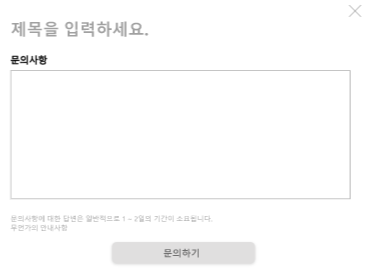 제목을 입력하세요.
문의사항
문의사항에 대한 답변은 일반적으로 1 ~ 2일의 기간이 소요됩니다.
무언가의 안내사항
문의하기